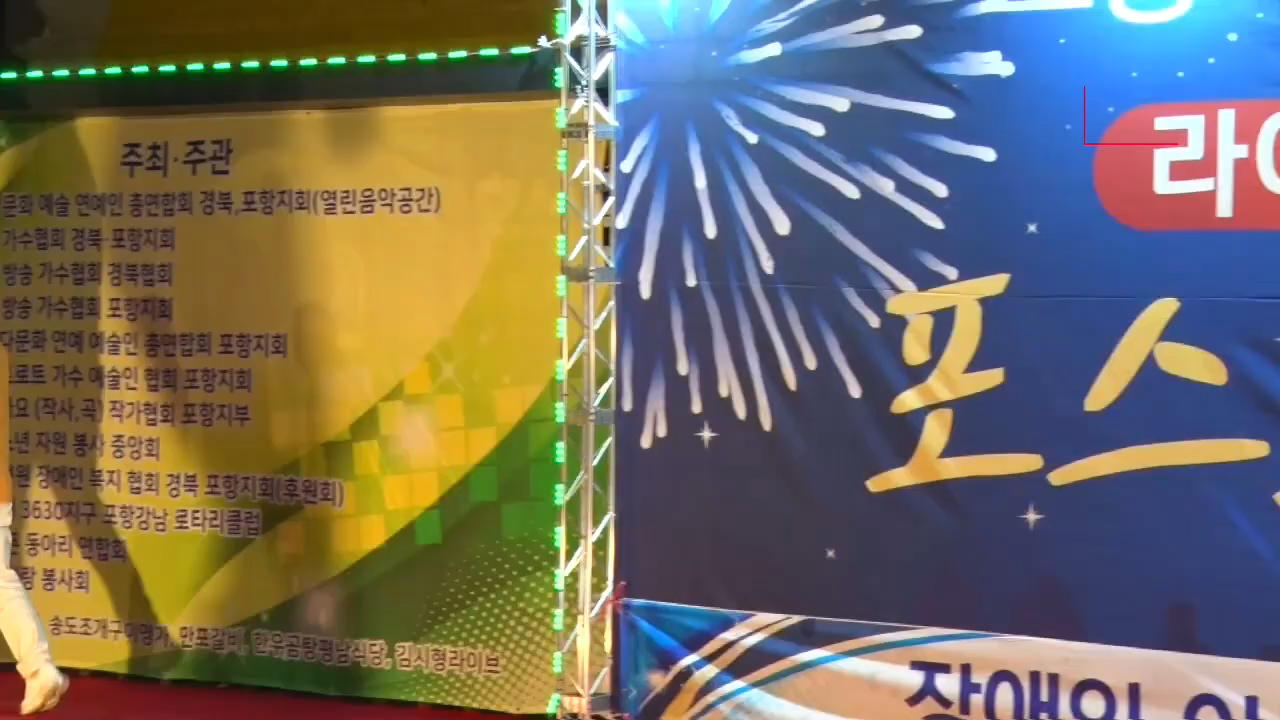 주최·주관
문화 예술 연예인 총연합회 경북,포항지회(열린음악공간)
가수협회 경북·포항지회
방송 가수협회 경북협회
방송 가수협회 포항지회
다문화 연예 예술인 총연합회 포항지회
가수 예술인 협회 포항지회
(작사,곡) 작가협회 포항지부
자원 봉사 중앙회
장애인 복지 협회 경북 포항지회(후원회)
3630지구 포항강남 로타리클럽
동아리 연합회
봉사회
송도조개구이명가, 만포갈비, 한유곰탕평남식당, 김시형라이브
라
포스
장애와